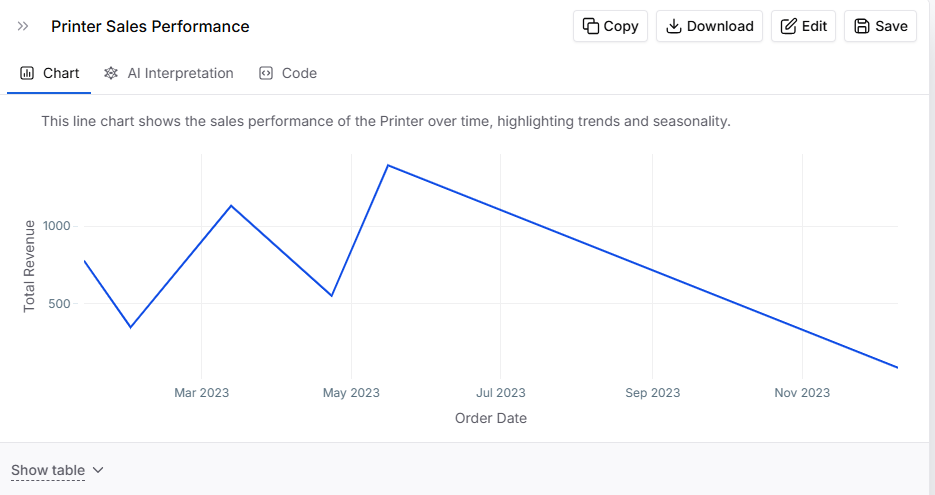 Printer Sales Performance
Copy
Download
Edit
Save
Chart
AI Interpretation
Code
This line chart shows the sales performance of the Printer over time, highlighting trends and seasonality.
Total Revenue
1000
500
Mar 2023
May 2023
Jul 2023
Sep 2023
Nov 2023
Order Date
Show table